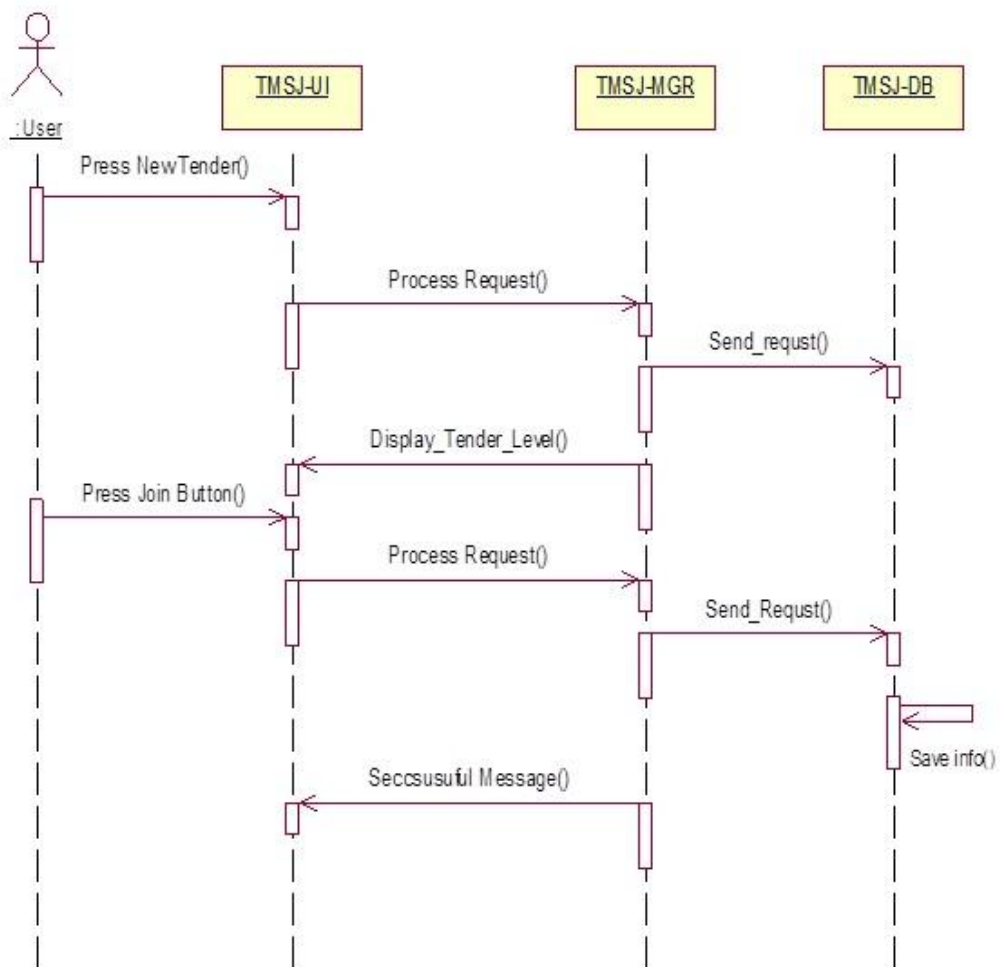 TMSJ-UI
TMSJ-MGR
TMSJ-DB
:User
Press NewTender()
Process Request()
Send_requst()
Display_Tender_Level()
Press Join Button()
Process Request()
Send_Requst()
Save info()
Seccsusuful Message()